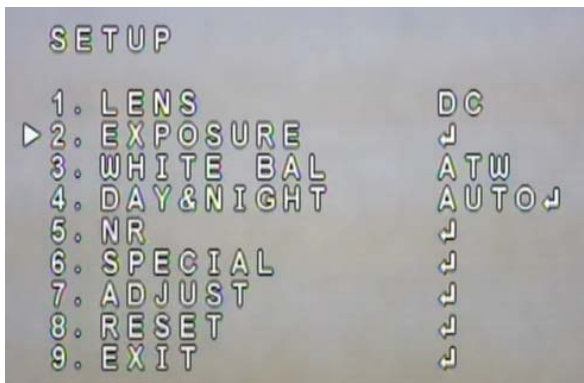 SETUP
1. LENS DC
▷2. EXPOSURE ↲
3. WHITE BAL ATW
4. DAY&NIGHT AUTO↲
5. NR ↲
6. SPECIAL ↲
7. ADJUST ↲
8. RESET ↲
9. EXIT ↲